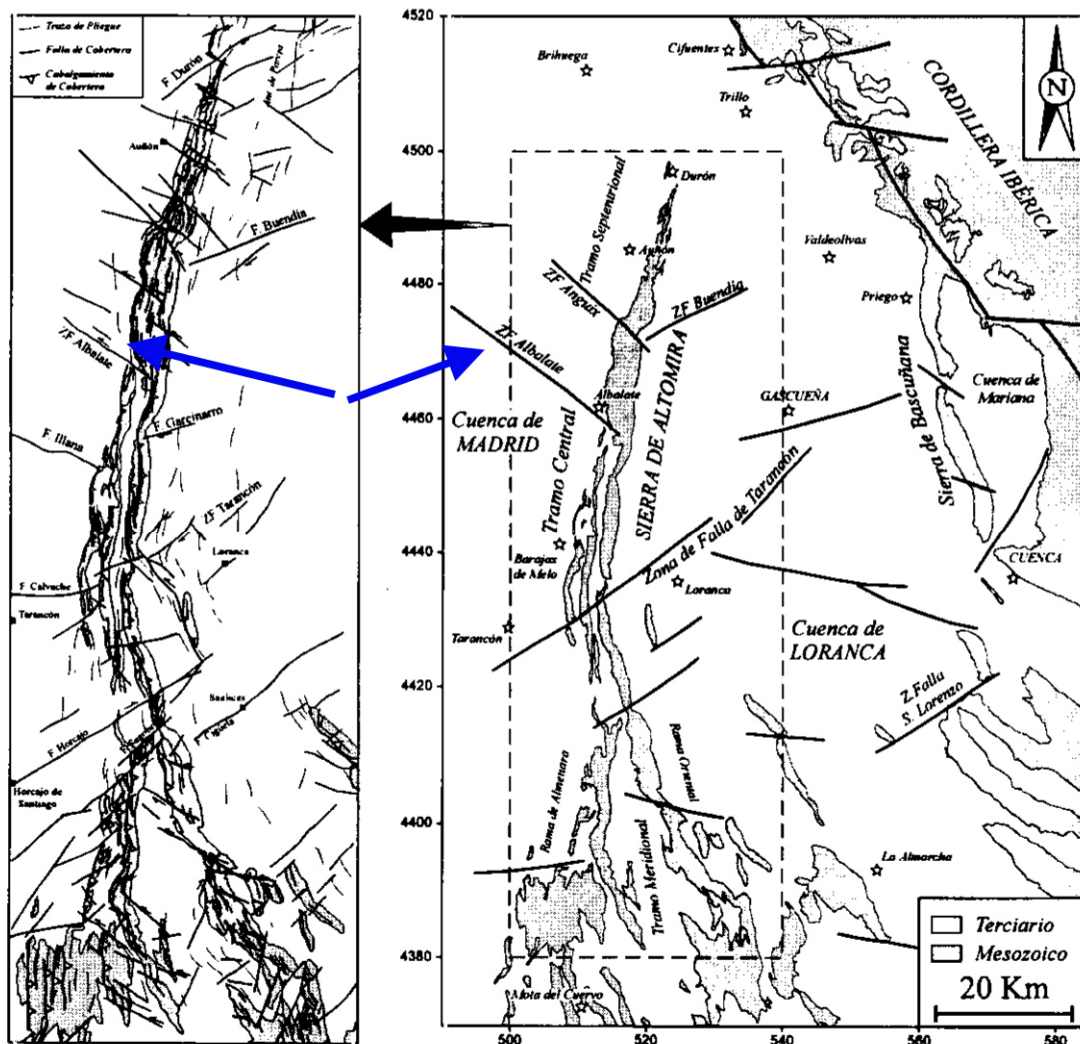 Traza de Pliegue
Falla de Cobertera
Cabalgamiento
de Cobertera
F. Durón
Auñón
F. Buendia
ZF Albalate
F. Garcinarro
F. Illana
ZF Tarancón
Loranca
F. Calvache
Tarancón
Saelices
F. Cigüela
F. Horcajo
Horcajo de
Santiago
4520
4500
4480
4460
4440
4420
4400
4380
500
520
540
560
580
Brihuega
Cifuentes
Trillo
CORDILLERA IBÉRICA
N
Durón
Tramo Septentrional
Auñón
Valdeolivas
ZF Anguix
ZF Buendia
Priego
ZF Albalate
SIERRA DE ALTOMIRA
Albalate
GASCUEÑA
Sierra de Bascuñana
Cuenca de
Mariana
Cuenca de
MADRID
Tramo Central
Zona de Falla de Tarancón
Barajas
de Melo
Loranca
CUENCA
Tarancón
Cuenca de
LORANCA
Z.Falla
S. Lorenzo
Rama de Almenara
Rama Oriental
Tramo Meridional
La Almarcha
Mota del Cuervo
Terciario
Mesozoico
20 Km